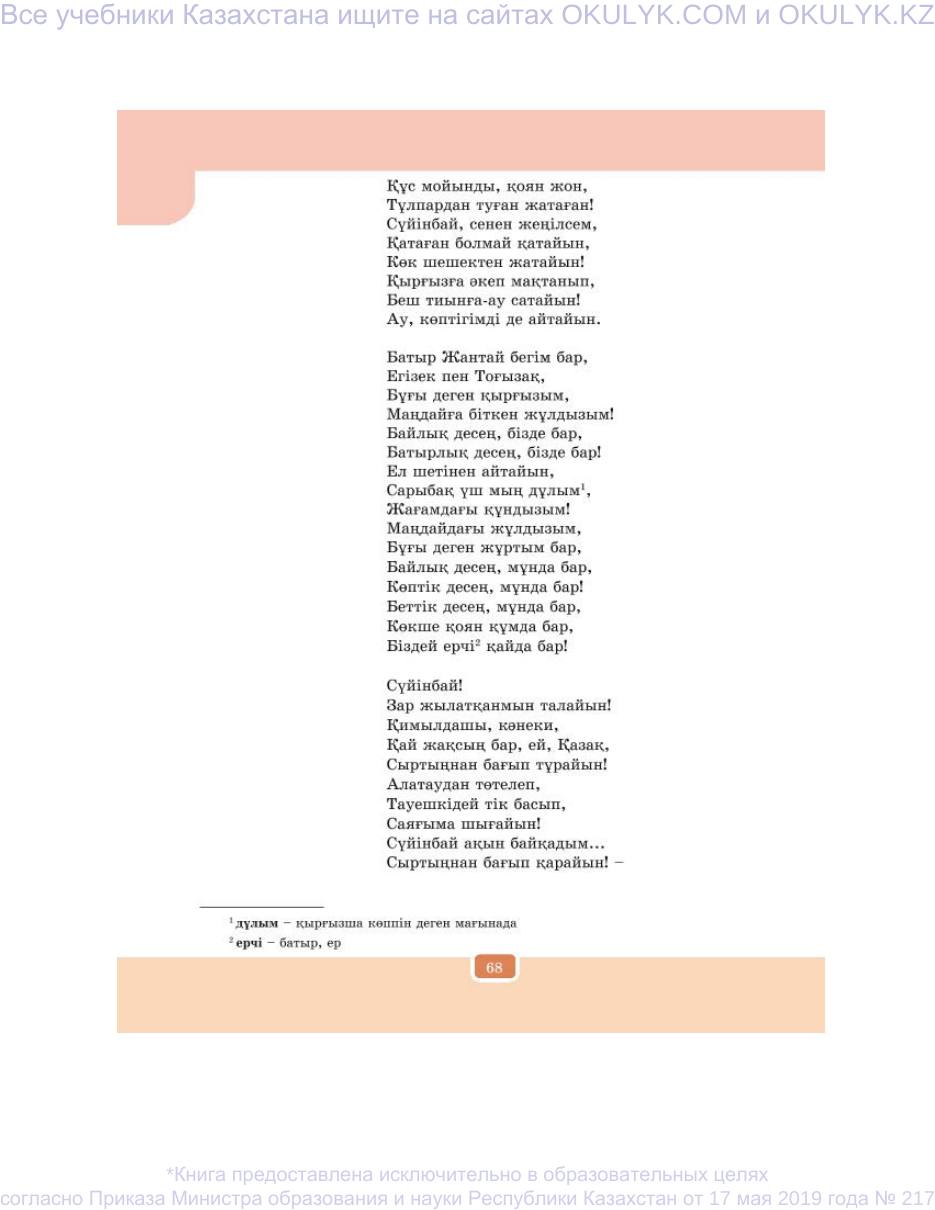 Все учебники Казахстана ищите на сайтах OKULYK.COM и OKULYK.KZ
Құс мойынды, қоян жон,
Тұлпардан туған жатаған!
Сүйінбай, сенен жеңілсем,
Қатаған болмай қатайын,
Көк шешектен жатайын!
Қырғызға әкеп мақтанып,
Беш тиынға-ау сатайын!
Ау, көптігімді де айтайын.
Батыр Жантай бегім бар,
Егізек пен Тоғызақ,
Бұғы деген қырғызым,
Маңдайға біткен жұлдызым!
Байлық десең, бізде бар,
Батырлық десең, бізде бар!
Ел шетінен айтайын,
Сарыбақ үш мың дұлым¹,
Жағамдағы құндызым!
Маңдайдағы жұлдызым,
Бұғы деген жұртым бар,
Байлық десең, мұнда бар,
Көптік десең, мұнда бар!
Беттік десең, мұнда бар,
Көкше қоян құмда бар,
Біздей ерчі² қайда бар!
Сүйінбай!
Зар жылатқанмын талайын!
Қимылдашы, кәнеки,
Қай жақсың бар, ей, Қазақ,
Сыртыңнан бағып тұрайын!
Алатаудан төтелеп,
Тауешкідей тік басып,
Саяғыма шығайын!
Сүйінбай ақын байқадым...
Сыртыңнан бағып қарайын! –
¹ дұлым – қырғызша көппін деген мағынада
² ерчі – батыр, ер
68
*Книга предоставлена исключительно в образовательных целях
согласно Приказа Министра образования и науки Республики Казахстан от 17 мая 2019 года № 217